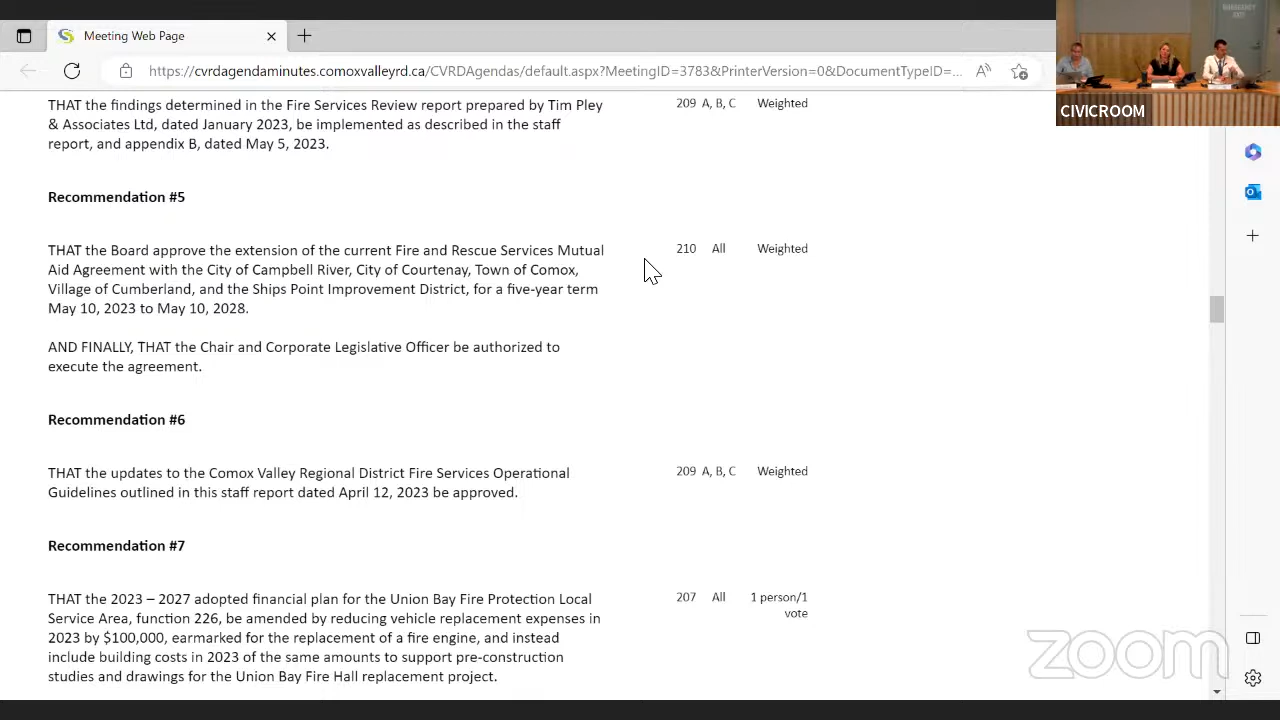 Meeting Web Page
https://cvrdagendaminutes.comoxvalleyrd.ca/CVRDAgendas/default.aspx?MeetingID=3783&PrinterVersion=0&DocumentTypeID=...
CIVICROOM
THAT the findings determined in the Fire Services Review report prepared by Tim Pley 209 A, B, C Weighted
& Associates Ltd, dated January 2023, be implemented as described in the staff
report, and appendix B, dated May 5, 2023.
Recommendation #5
THAT the Board approve the extension of the current Fire and Rescue Services Mutual 210 All Weighted
Aid Agreement with the City of Campbell River, City of Courtenay, Town of Comox,
Village of Cumberland, and the Ships Point Improvement District, for a five-year term
May 10, 2023 to May 10, 2028.
AND FINALLY, THAT the Chair and Corporate Legislative Officer be authorized to
execute the agreement.
Recommendation #6
THAT the updates to the Comox Valley Regional District Fire Services Operational 209 A, B, C Weighted
Guidelines outlined in this staff report dated April 12, 2023 be approved.
Recommendation #7
THAT the 2023 – 2027 adopted financial plan for the Union Bay Fire Protection Local 207 All 1 person/1
Service Area, function 226, be amended by reducing vehicle replacement expenses in vote
2023 by $100,000, earmarked for the replacement of a fire engine, and instead
include building costs in 2023 of the same amounts to support pre-construction
studies and drawings for the Union Bay Fire Hall replacement project.
zoom